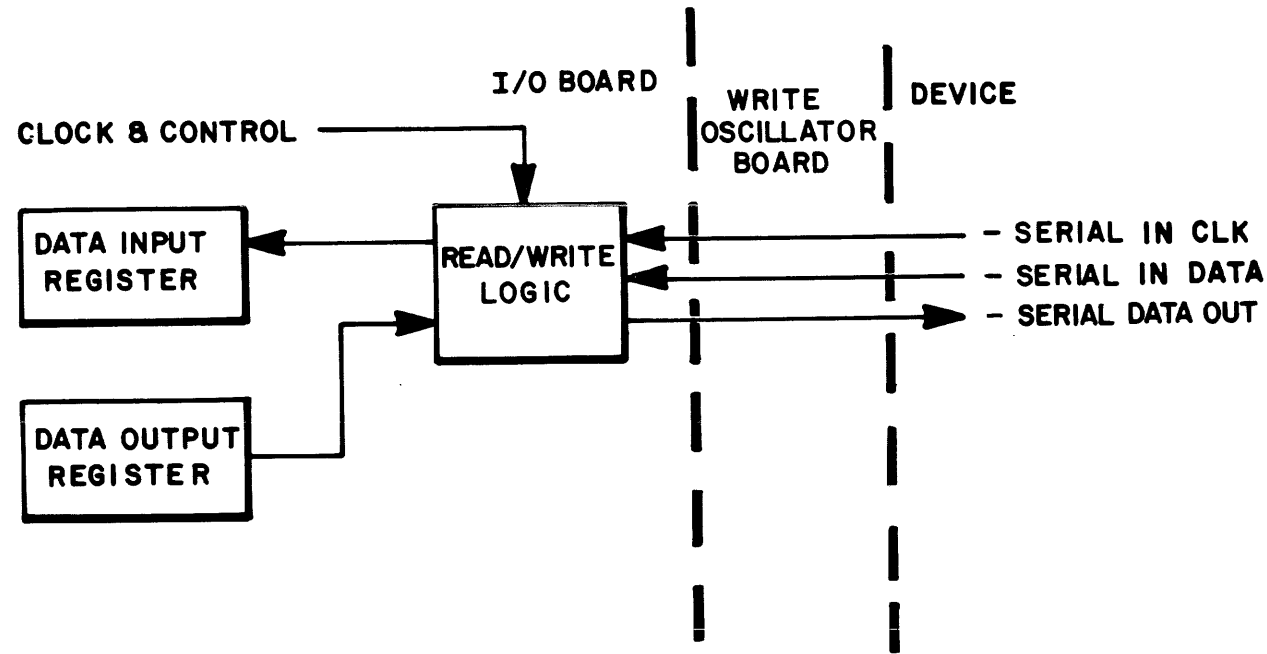 I/O BOARD
WRITE
OSCILLATOR
BOARD
DEVICE
CLOCK & CONTROL
DATA INPUT
REGISTER
READ/WRITE
LOGIC
- SERIAL IN CLK
- SERIAL IN DATA
- SERIAL DATA OUT
DATA OUTPUT
REGISTER